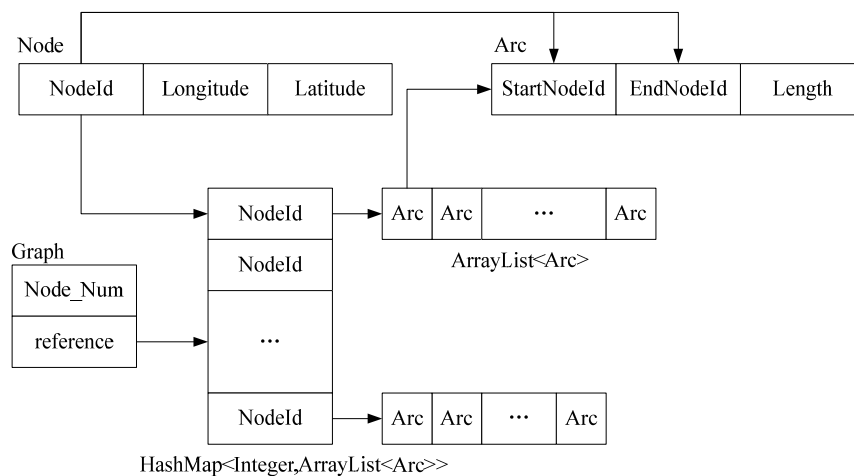 Node
Arc
NodeId Longitude Latitude
StartNodeId EndNodeId Length
NodeId
Arc Arc ... Arc
NodeId
ArrayList<Arc>
Graph
Node_Num
reference
...
NodeId
Arc Arc ... Arc
HashMap<Integer,ArrayList<Arc>>